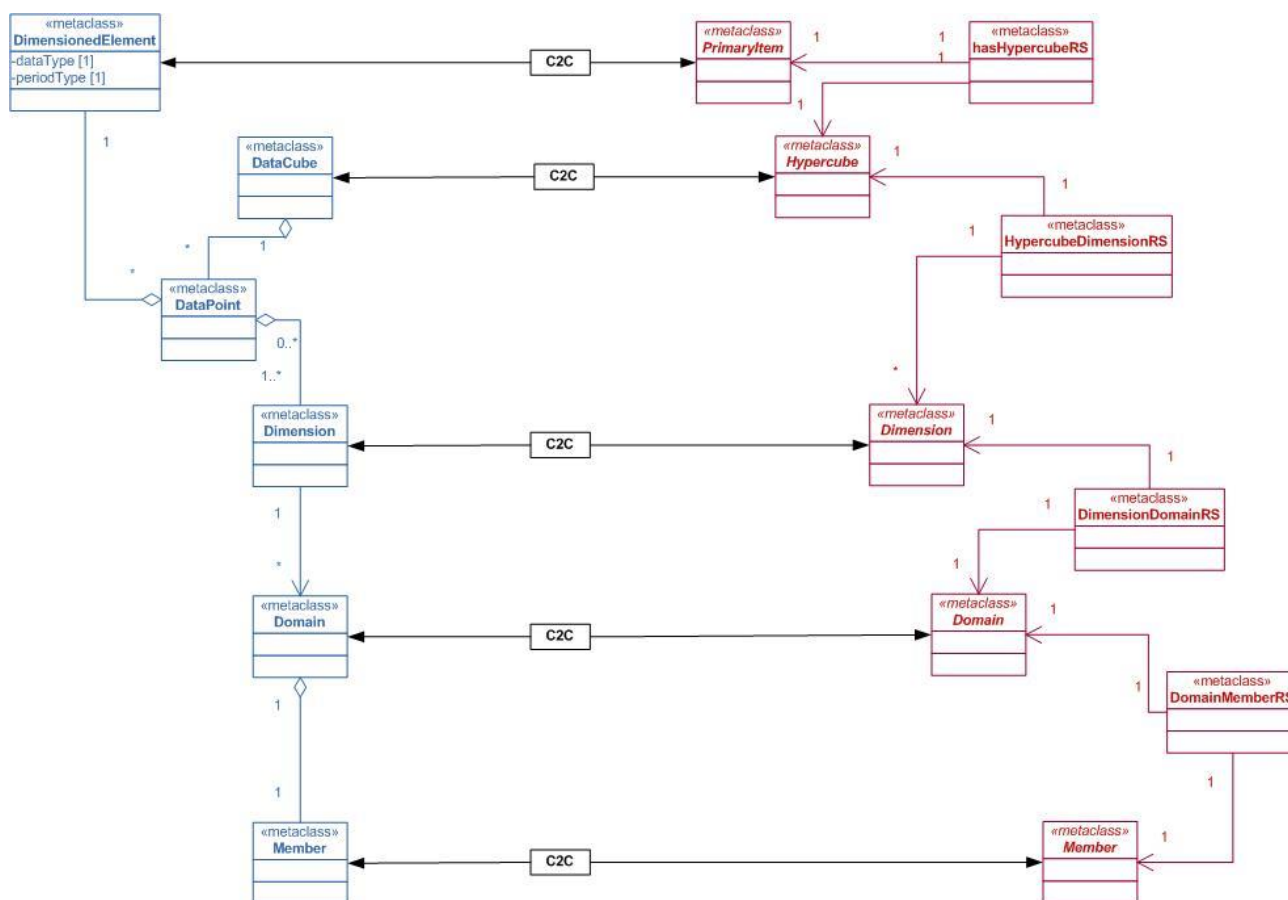 «metaclass»
DimensionedElement
-dataType [1]
-periodType [1]
C2C
«metaclass»
PrimaryItem
1
1
1
«metaclass»
hasHypercubeRS
1
1
«metaclass»
DataCube
C2C
«metaclass»
Hypercube
1
1
«metaclass»
HypercubeDimensionRS
1
*
1
*
«metaclass»
DataPoint
0..*
1..*
*
«metaclass»
Dimension
C2C
«metaclass»
Dimension
1
1
«metaclass»
DimensionDomainRS
1
1
*
1
«metaclass»
Domain
C2C
«metaclass»
Domain
1
1
«metaclass»
DomainMemberRS
1
1
1
1
«metaclass»
Member
C2C
«metaclass»
Member